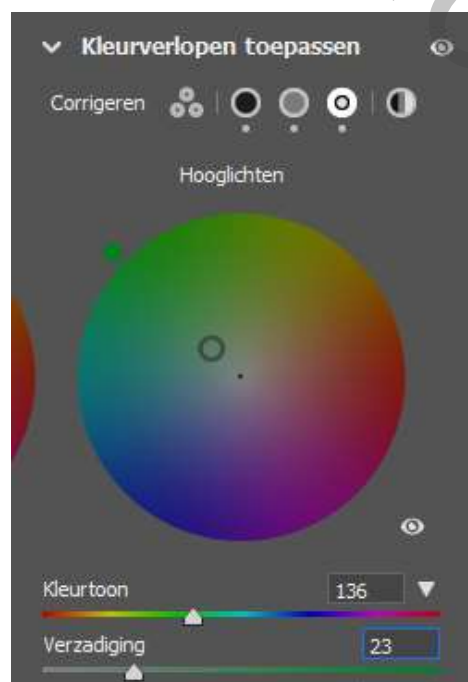 Kleurverlopen toepassen
Corrigeren
Hooglichten
Kleurtoon 136
Verzadiging 23